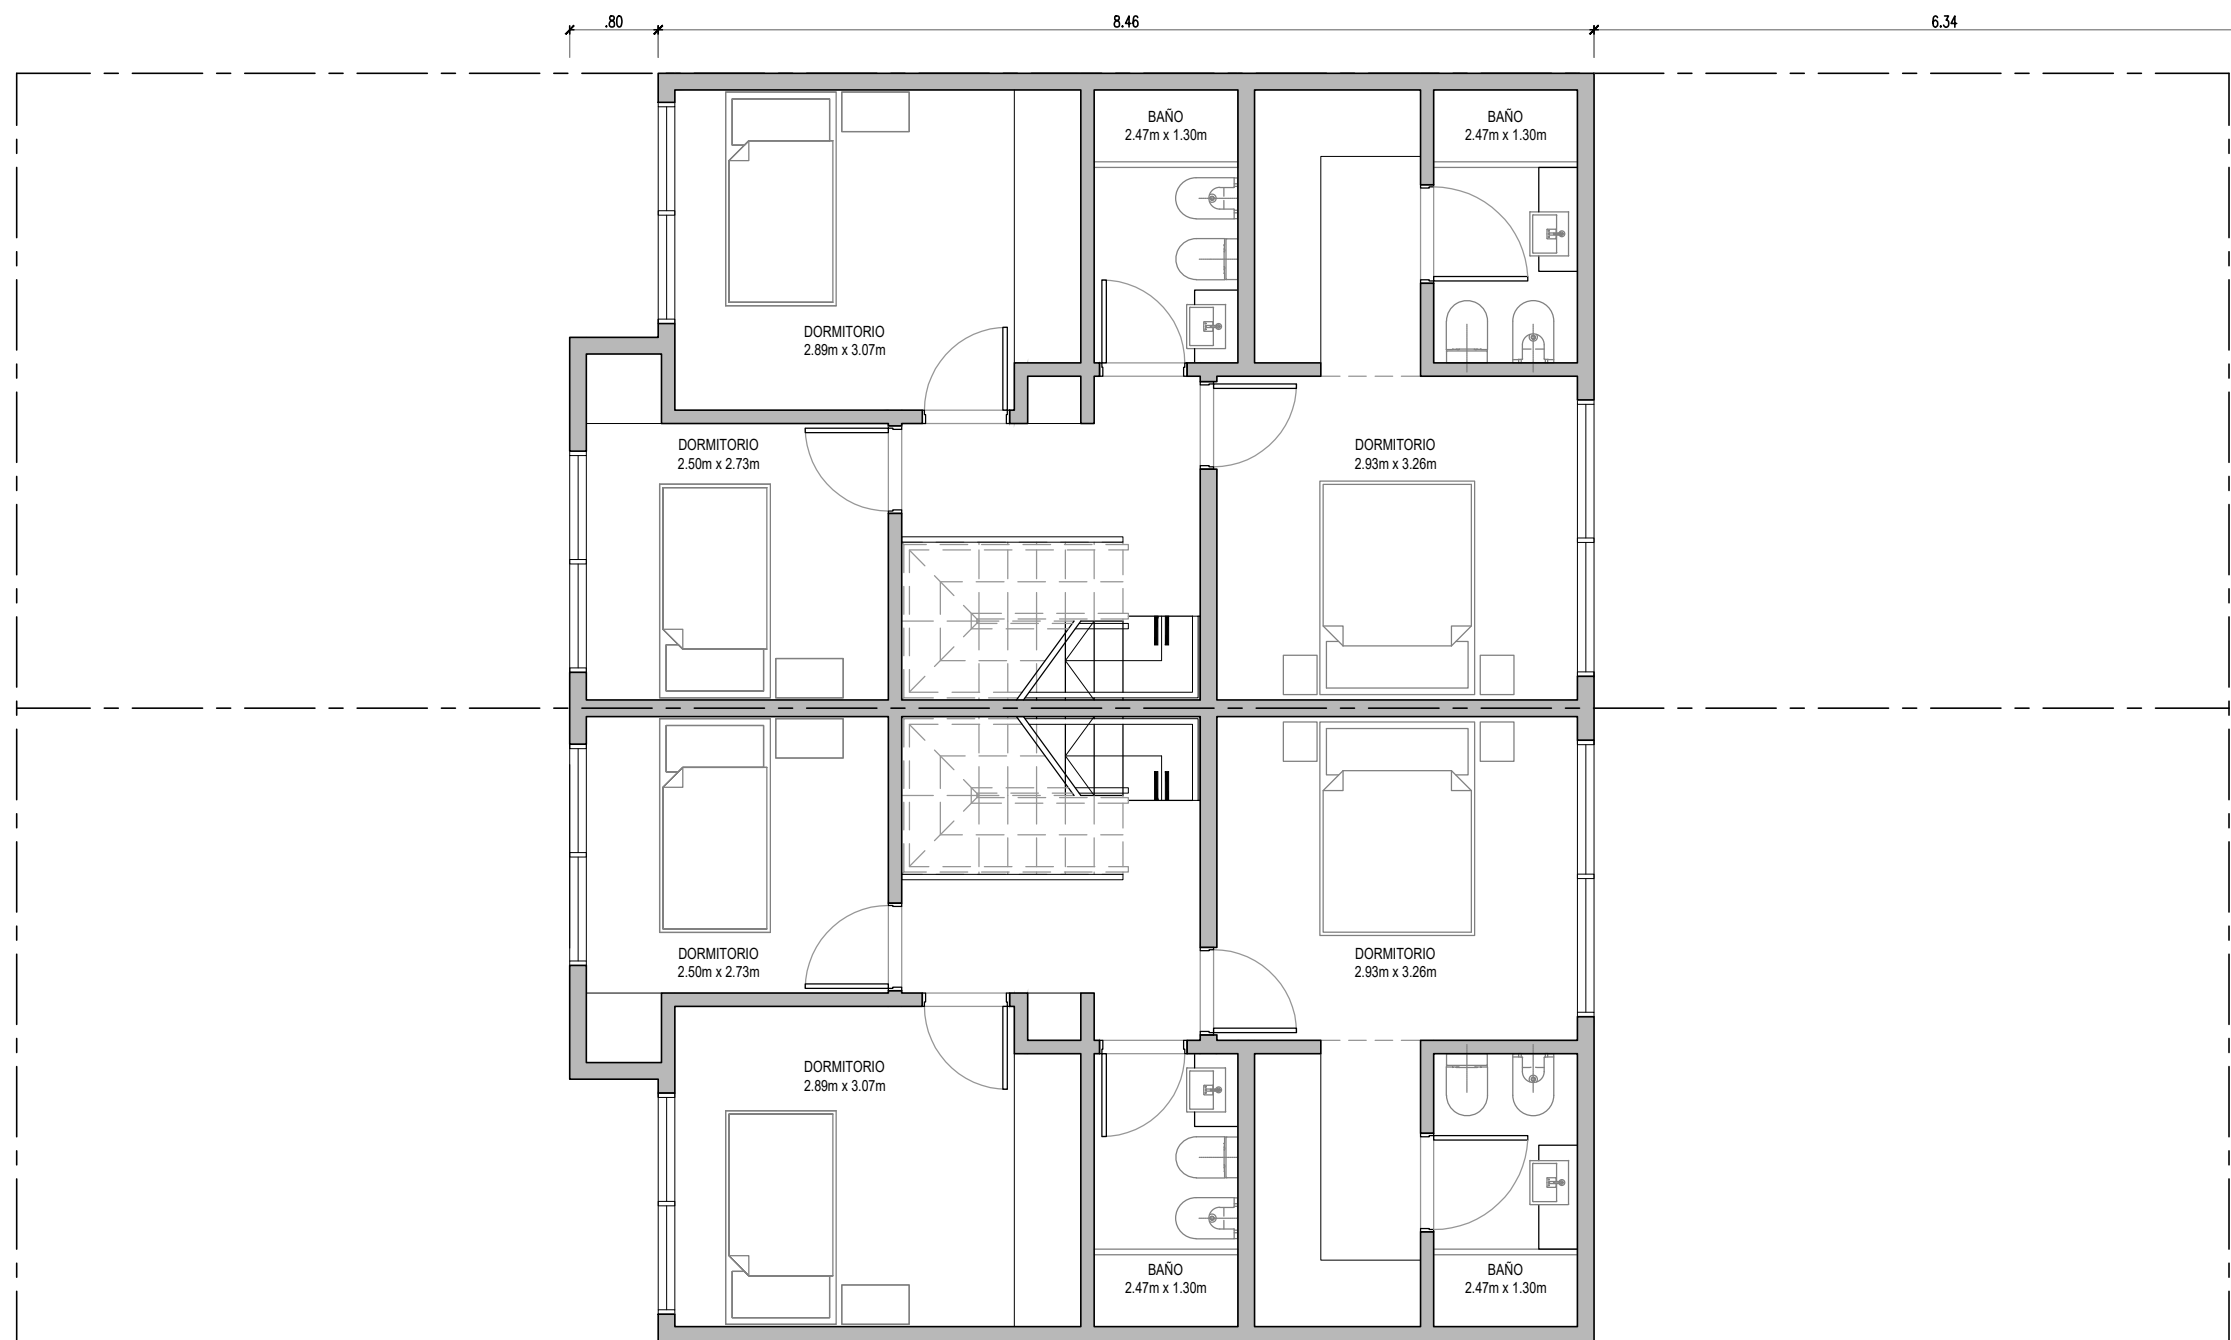 .80
8.46
6.34
BAÑO
2.47m x 1.30m
BAÑO
2.47m x 1.30m
DORMITORIO
2.89m x 3.07m
DORMITORIO
2.50m x 2.73m
DORMITORIO
2.93m x 3.26m
DORMITORIO
2.50m x 2.73m
DORMITORIO
2.93m x 3.26m
DORMITORIO
2.89m x 3.07m
BAÑO
2.47m x 1.30m
BAÑO
2.47m x 1.30m